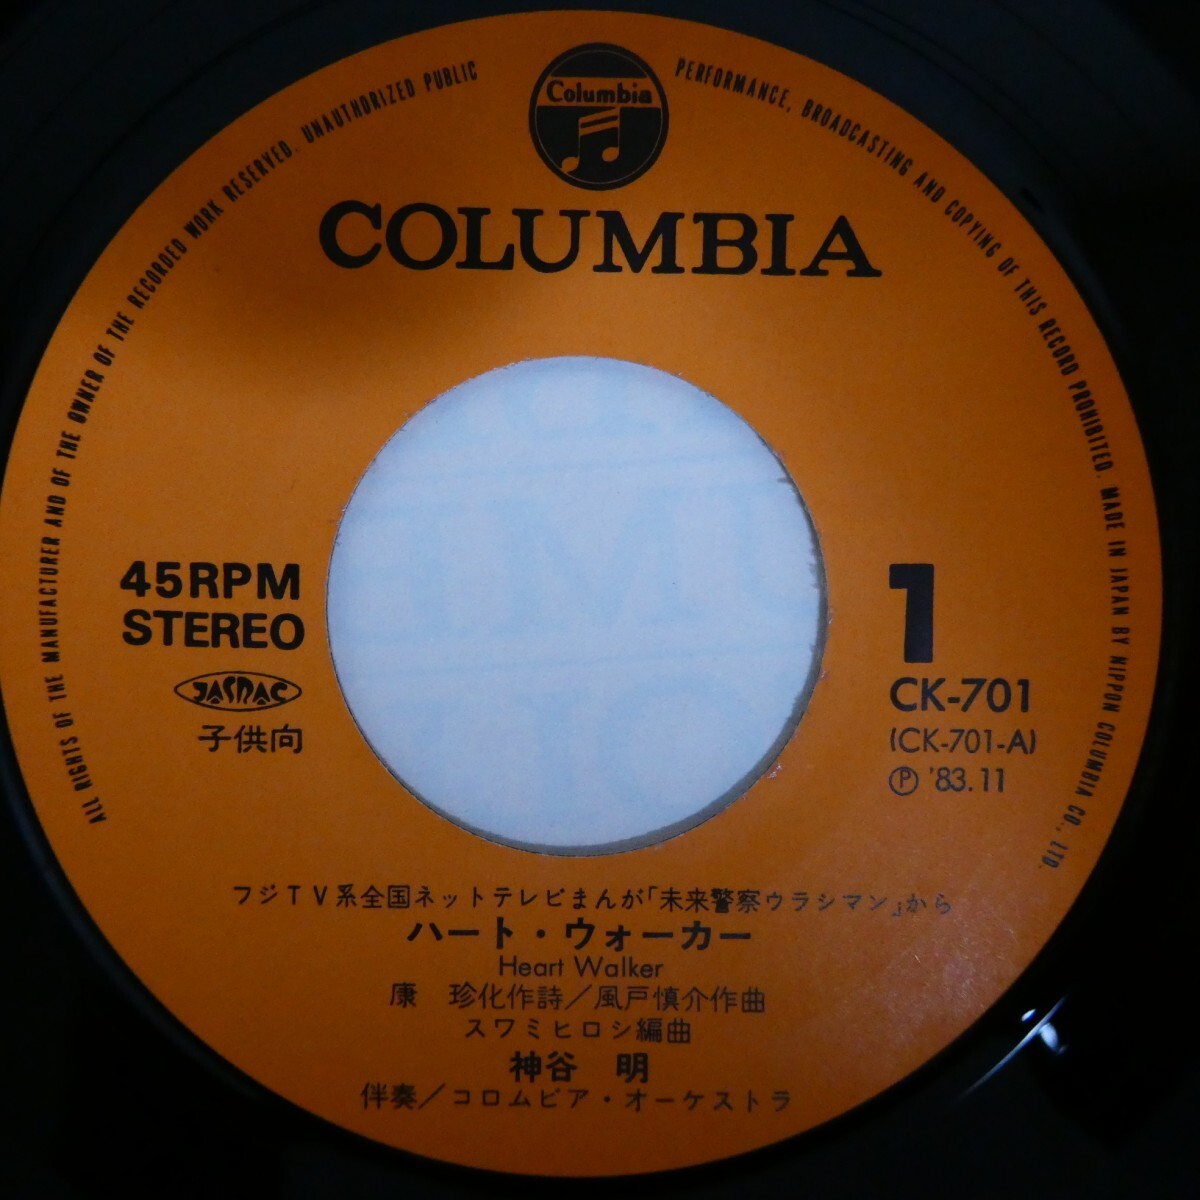 ALL RIGHTS OF THE MANUFACTURER AND OF THE OWNER OF THE RECORDED WORK RESERVED. UNAUTHORIZED PUBLIC PERFORMANCE, BROADCASTING AND COPYING OF THIS RECORD PROHIBITED. MADE IN JAPAN BY NIPPON COLUMBIA CO., LTD.
Columbia
COLUMBIA
45RPM
STEREO
JASRAC
子供向
1
CK-701
(CK-701-A)
Ⓟ '83.11
フジTV系全国ネットテレビまんが「未来警察ウラシマン」から
ハート・ウォーカー
Heart Walker
康 珍化作詩/風戸慎介作曲
スワミヒロシ編曲
神谷 明
伴奏/コロムビア・オーケストラ